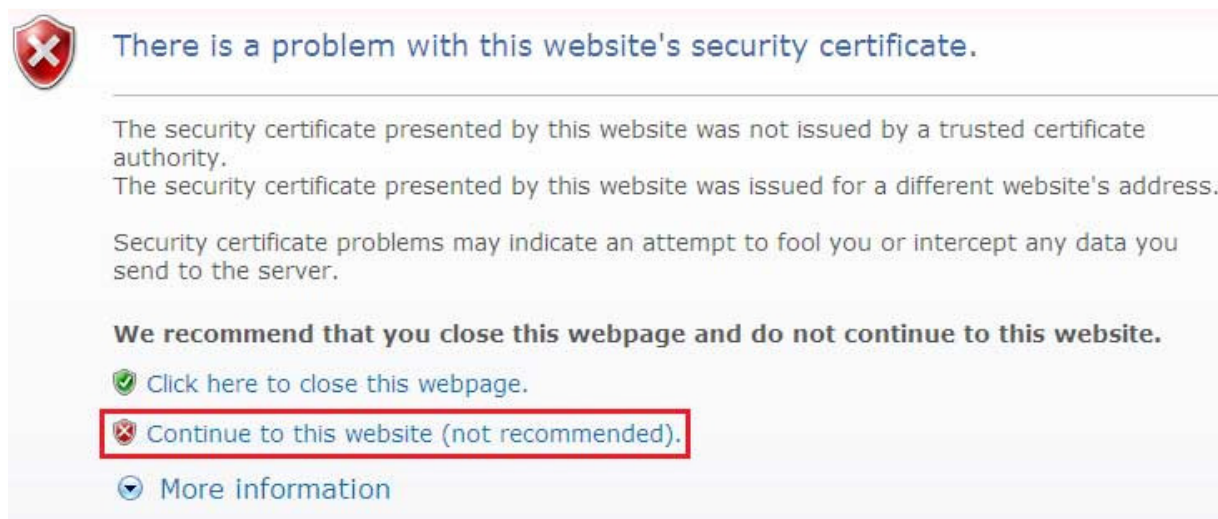 There is a problem with this website's security certificate.
The security certificate presented by this website was not issued by a trusted certificate
authority.
The security certificate presented by this website was issued for a different website's address.
Security certificate problems may indicate an attempt to fool you or intercept any data you
send to the server.
We recommend that you close this webpage and do not continue to this website.
Click here to close this webpage.
Continue to this website (not recommended).
More information